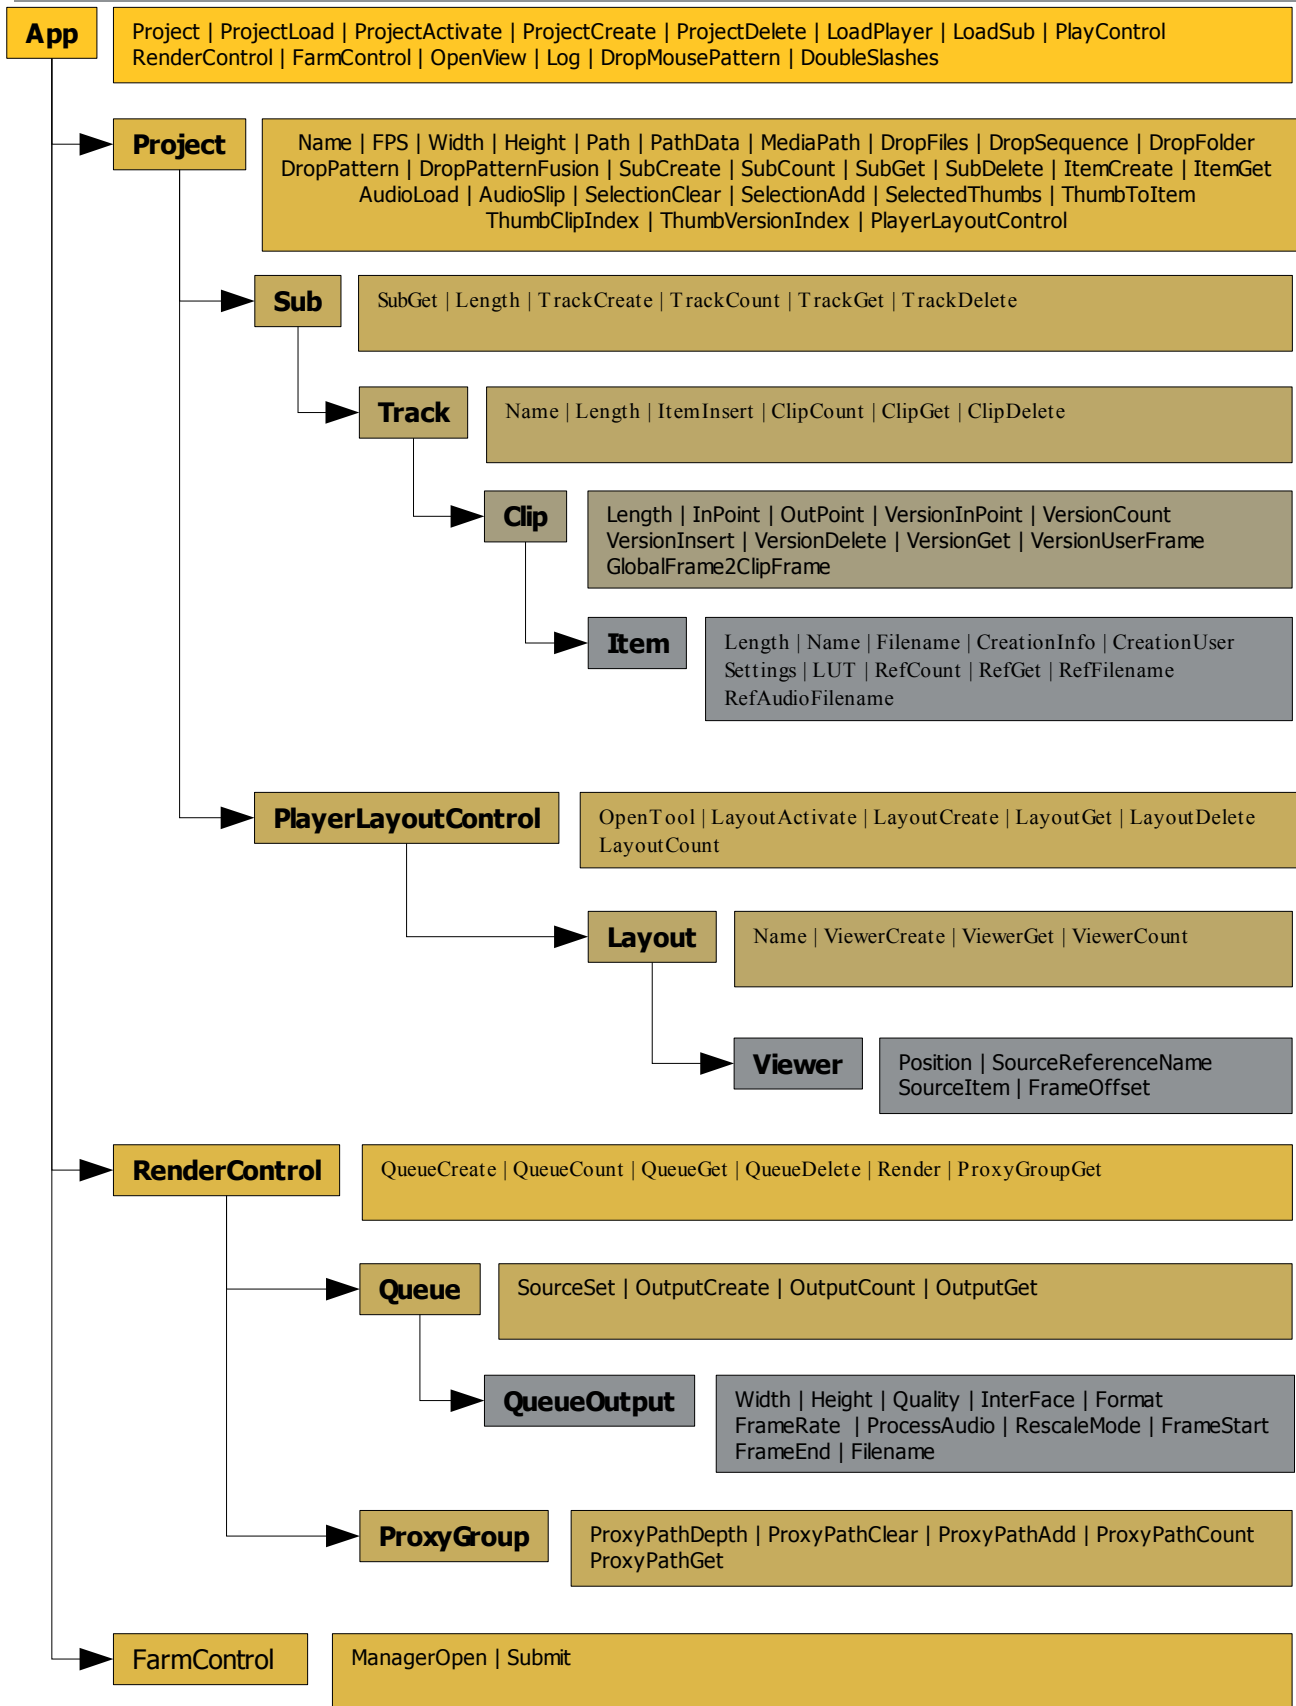 App
Project | ProjectLoad | ProjectActivate | ProjectCreate | ProjectDelete | LoadPlayer | LoadSub | PlayControl
RenderControl | FarmControl | OpenView | Log | DropMousePattern | DoubleSlashes
Project
Name | FPS | Width | Height | Path | PathData | MediaPath | DropFiles | DropSequence | DropFolder
DropPattern | DropPatternFusion | SubCreate | SubCount | SubGet | SubDelete | ItemCreate | ItemGet
AudioLoad | AudioSlip | SelectionClear | SelectionAdd | SelectedThumbs | ThumbToItem
ThumbClipIndex | ThumbVersionIndex | PlayerLayoutControl
Sub
SubGet | Length | TrackCreate | TrackCount | TrackGet | TrackDelete
Track
Name | Length | ItemInsert | ClipCount | ClipGet | ClipDelete
Clip
Length | InPoint | OutPoint | VersionInPoint | VersionCount
VersionInsert | VersionDelete | VersionGet | VersionUserFrame
GlobalFrame2ClipFrame
Item
Length | Name | Filename | CreationInfo | CreationUser
Settings | LUT | RefCount | RefGet | RefFilename
RefAudioFilename
PlayerLayoutControl
OpenTool | LayoutActivate | LayoutCreate | LayoutGet | LayoutDelete
LayoutCount
Layout
Name | ViewerCreate | ViewerGet | ViewerCount
Viewer
Position | SourceReferenceName
SourceItem | FrameOffset
RenderControl
QueueCreate | QueueCount | QueueGet | QueueDelete | Render | ProxyGroupGet
Queue
SourceSet | OutputCreate | OutputCount | OutputGet
QueueOutput
Width | Height | Quality | InterFace | Format
FrameRate | ProcessAudio | RescaleMode | FrameStart
FrameEnd | Filename
ProxyGroup
ProxyPathDepth | ProxyPathClear | ProxyPathAdd | ProxyPathCount
ProxyPathGet
FarmControl
ManagerOpen | Submit